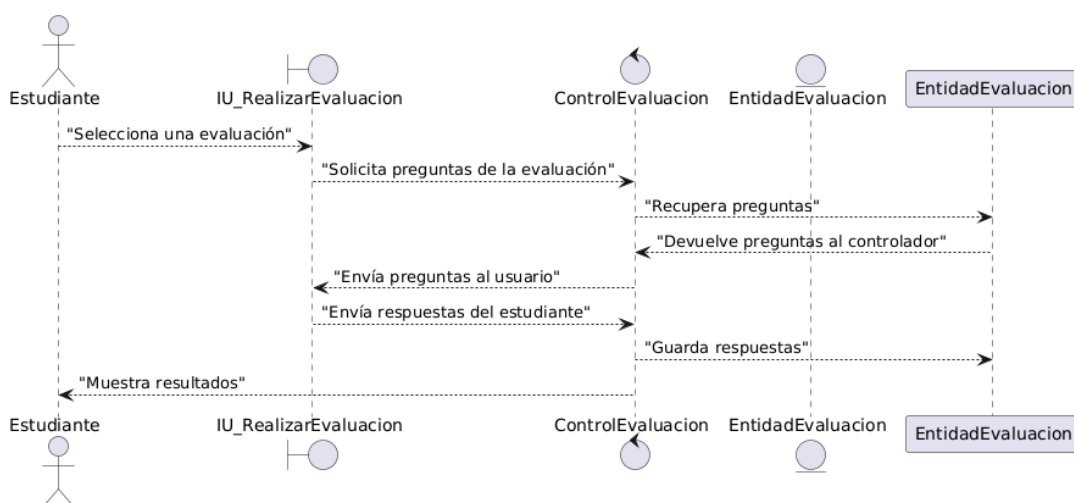 Estudiante
IU_RealizarEvaluacion
ControlEvaluacion
EntidadEvaluacion
EntidadEvaluacion
"Selecciona una evaluación"
"Solicita preguntas de la evaluación"
"Recupera preguntas"
"Devuelve preguntas al controlador"
"Envía preguntas al usuario"
"Envía respuestas del estudiante"
"Guarda respuestas"
"Muestra resultados"
Estudiante
IU_RealizarEvaluacion
ControlEvaluacion
EntidadEvaluacion
EntidadEvaluacion